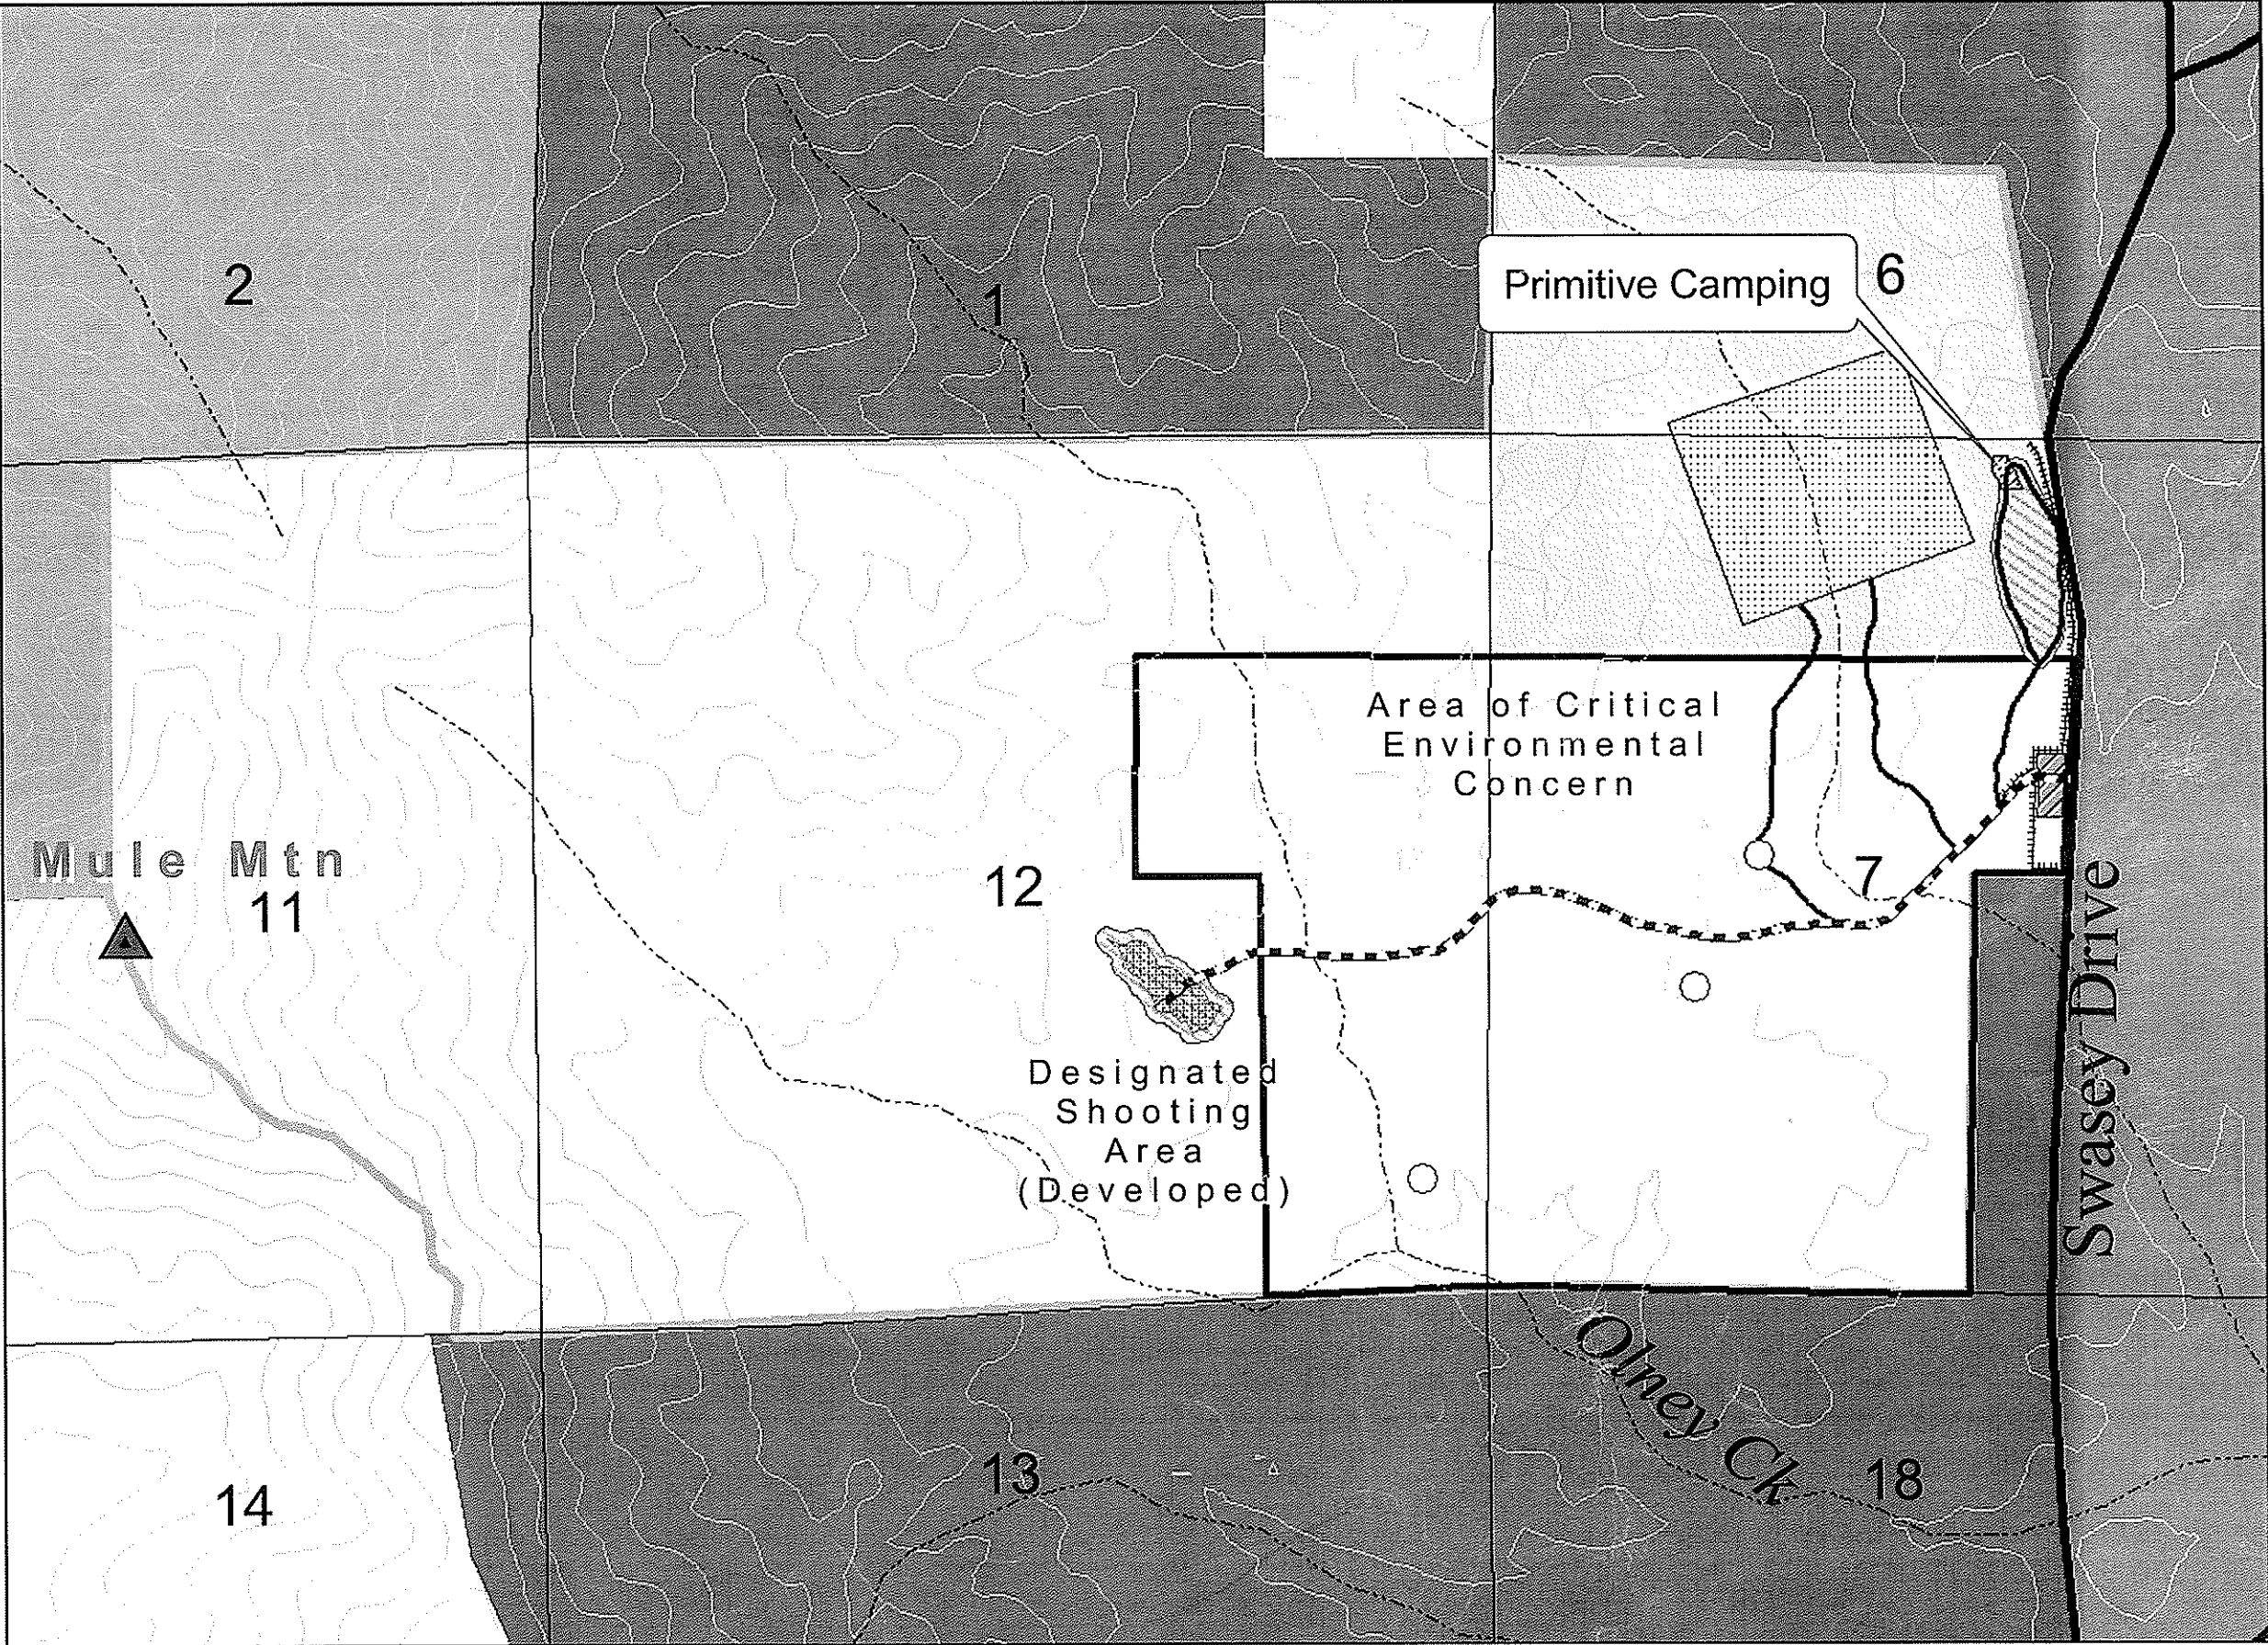 2
1
Primitive Camping
6
Area of Critical
Environmental
Concern
Mule Mtn
11
12
7
Swasey Drive
Designated
Shooting
Area
(Developed)
Olney Ck
14
13
18